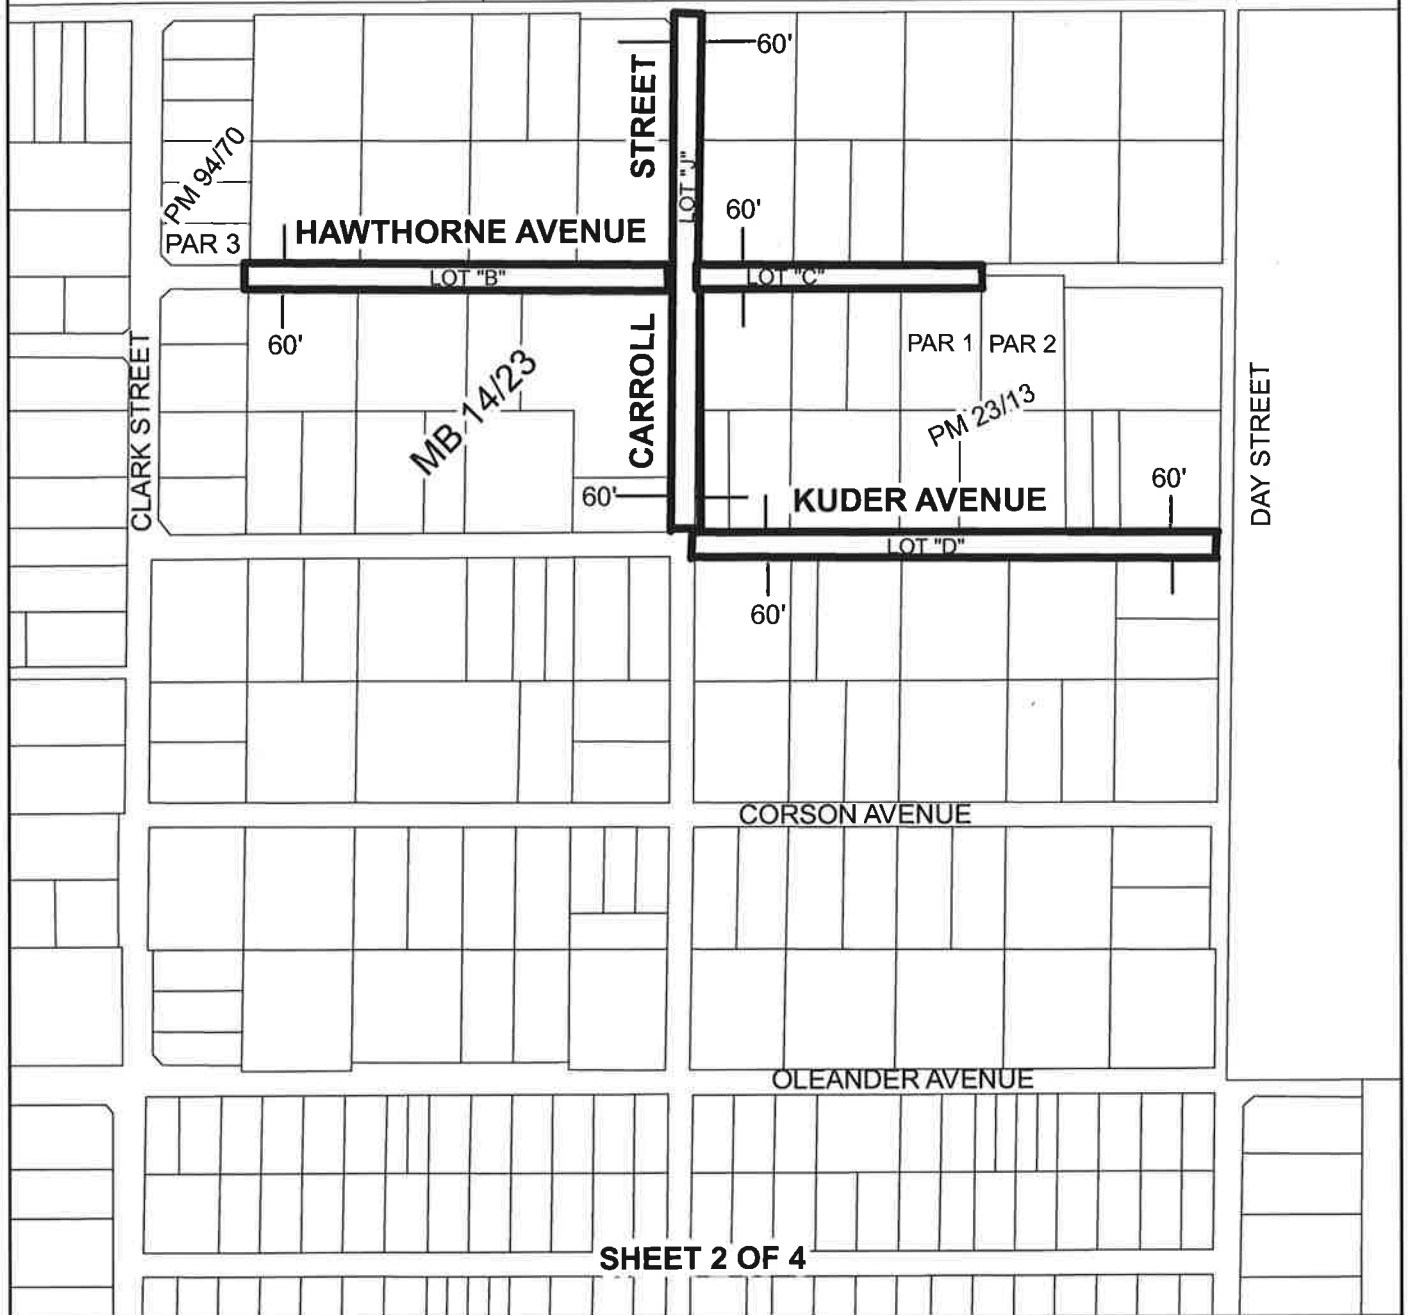 60'
STREET
LOT "J"
PM 94/70
PAR 3
HAWTHORNE AVENUE
60'
LOT "B"
LOT "C"
60'
CARROLL
PAR 1
PAR 2
CLARK STREET
MB 14/23
PM 23/13
DAY STREET
60'
KUDER AVENUE
60'
LOT "D"
60'
CORSON AVENUE
OLEANDER AVENUE
SHEET 2 OF 4